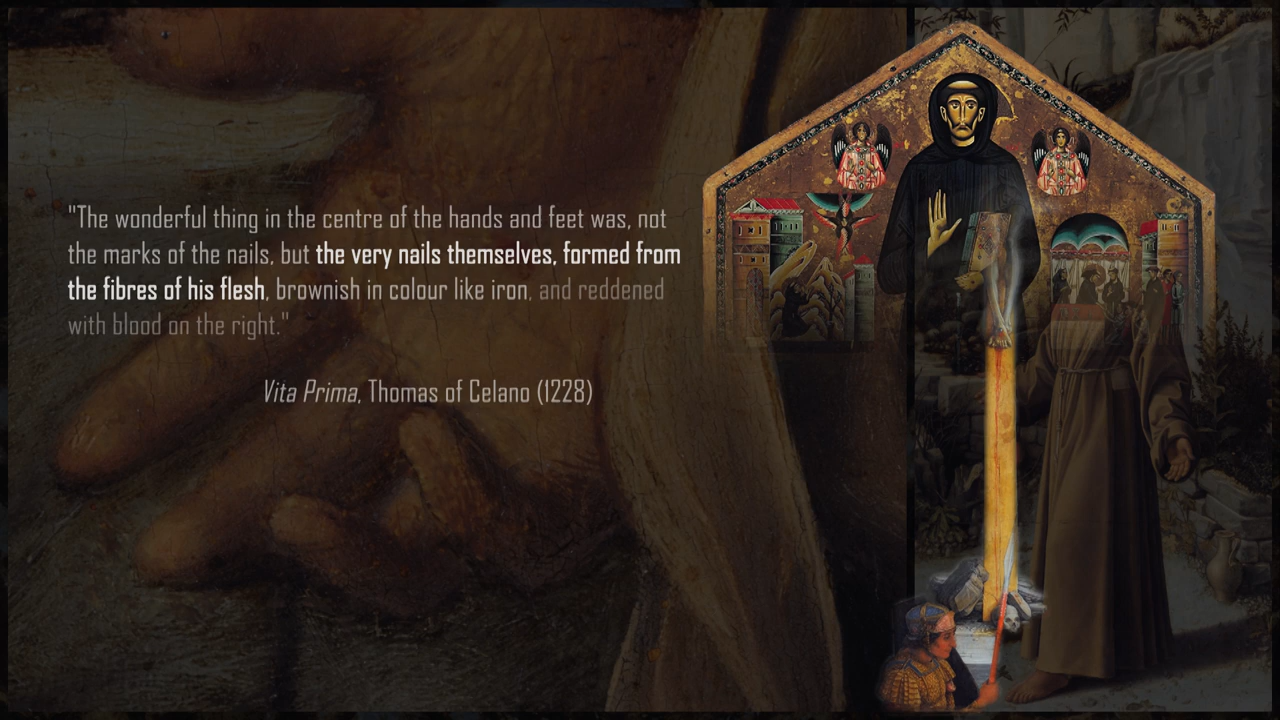 "The wonderful thing in the centre of the hands and feet was, not
the marks of the nails, but the very nails themselves, formed from
the fibres of his flesh, brownish in colour like iron, and reddened
with blood on the right."
Vita Prima, Thomas of Celano (1228)